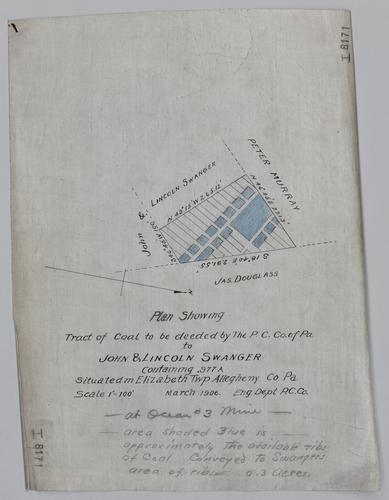 I 8171
John & Lincoln Swanger
PETER MURRAY
JAS. DOUGLASS
Plan Showing
Tract of Coal to be deeded by The P. C. Co. of Pa
to
JOHN & LINCOLN SWANGER
Containing .977 A
Situated in Elizabeth Twp Allegheny Co Pa.
Scale 1"-100' March 1906. Eng. Dept P.C. Co.
— at Ocean #3 Mine —
— area shaded Blue is
approximately The available ribs
of Coal Conveyed to Swangers,
area of ribs 0.3 Acres.
I 8171